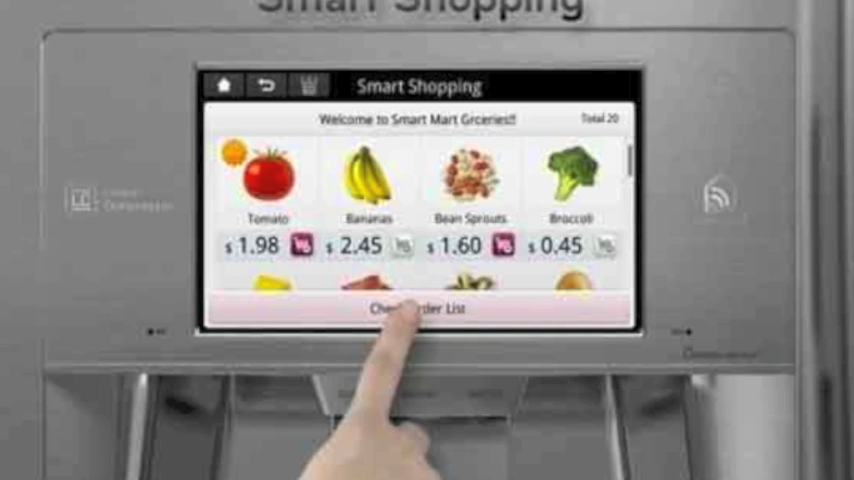 Smart Shopping
Smart Shopping
Welcome to Smart Mart Grceries!!
Total 20
Tomato
Bananas
Bean Sprouts
Broccoli
$ 1.98
$ 2.45
$ 1.60
$ 0.45
List